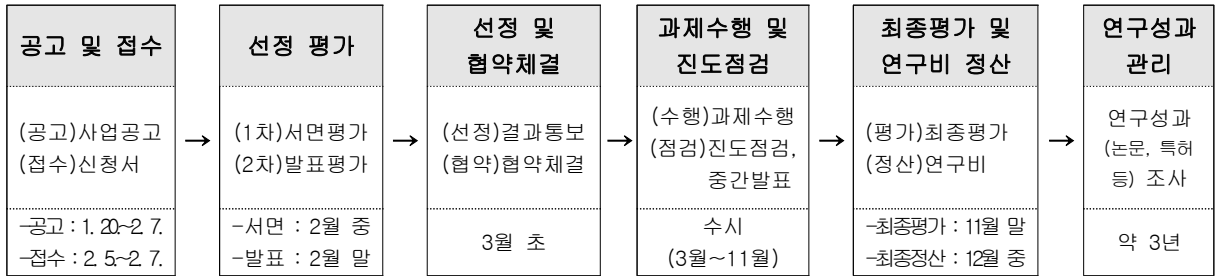 공고 및 접수
(공고)사업공고
(접수)신청서
-공고 : 1. 20.~2. 7.
-접수 : 2. 5.~2. 7.
→
선정 평가
(1차)서면평가
(2차)발표평가
-서면 : 2월 중
-발표 : 2월 말
→
선정 및
협약체결
(선정)결과통보
(협약)협약체결
3월 초
→
과제수행 및
진도점검
(수행)과제수행
(점검)진도점검,
중간발표
수시
(3월~11월)
→
최종평가 및
연구비 정산
(평가)최종평가
(정산)연구비
-최종평가 : 11월 말
-최종정산 : 12월 중
→
연구성과
관리
연구성과
(논문, 특허
등) 조사
약 3년